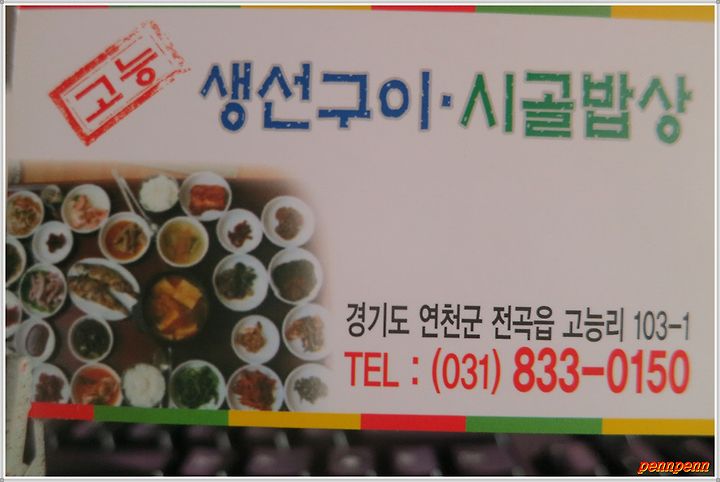 고능
생선구이·시골밥상
경기도 연천군 전곡읍 고능리 103-1
TEL : (031) 833-0150
pennpenn